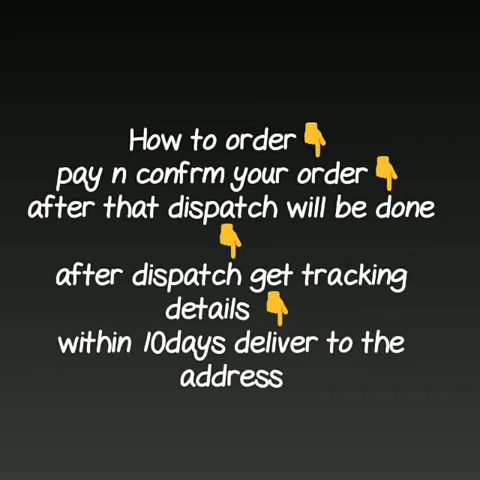 How to order👇
pay n confrm your order👇
after that dispatch will be done
👇
after dispatch get tracking
details 👇
within 10days deliver to the
address